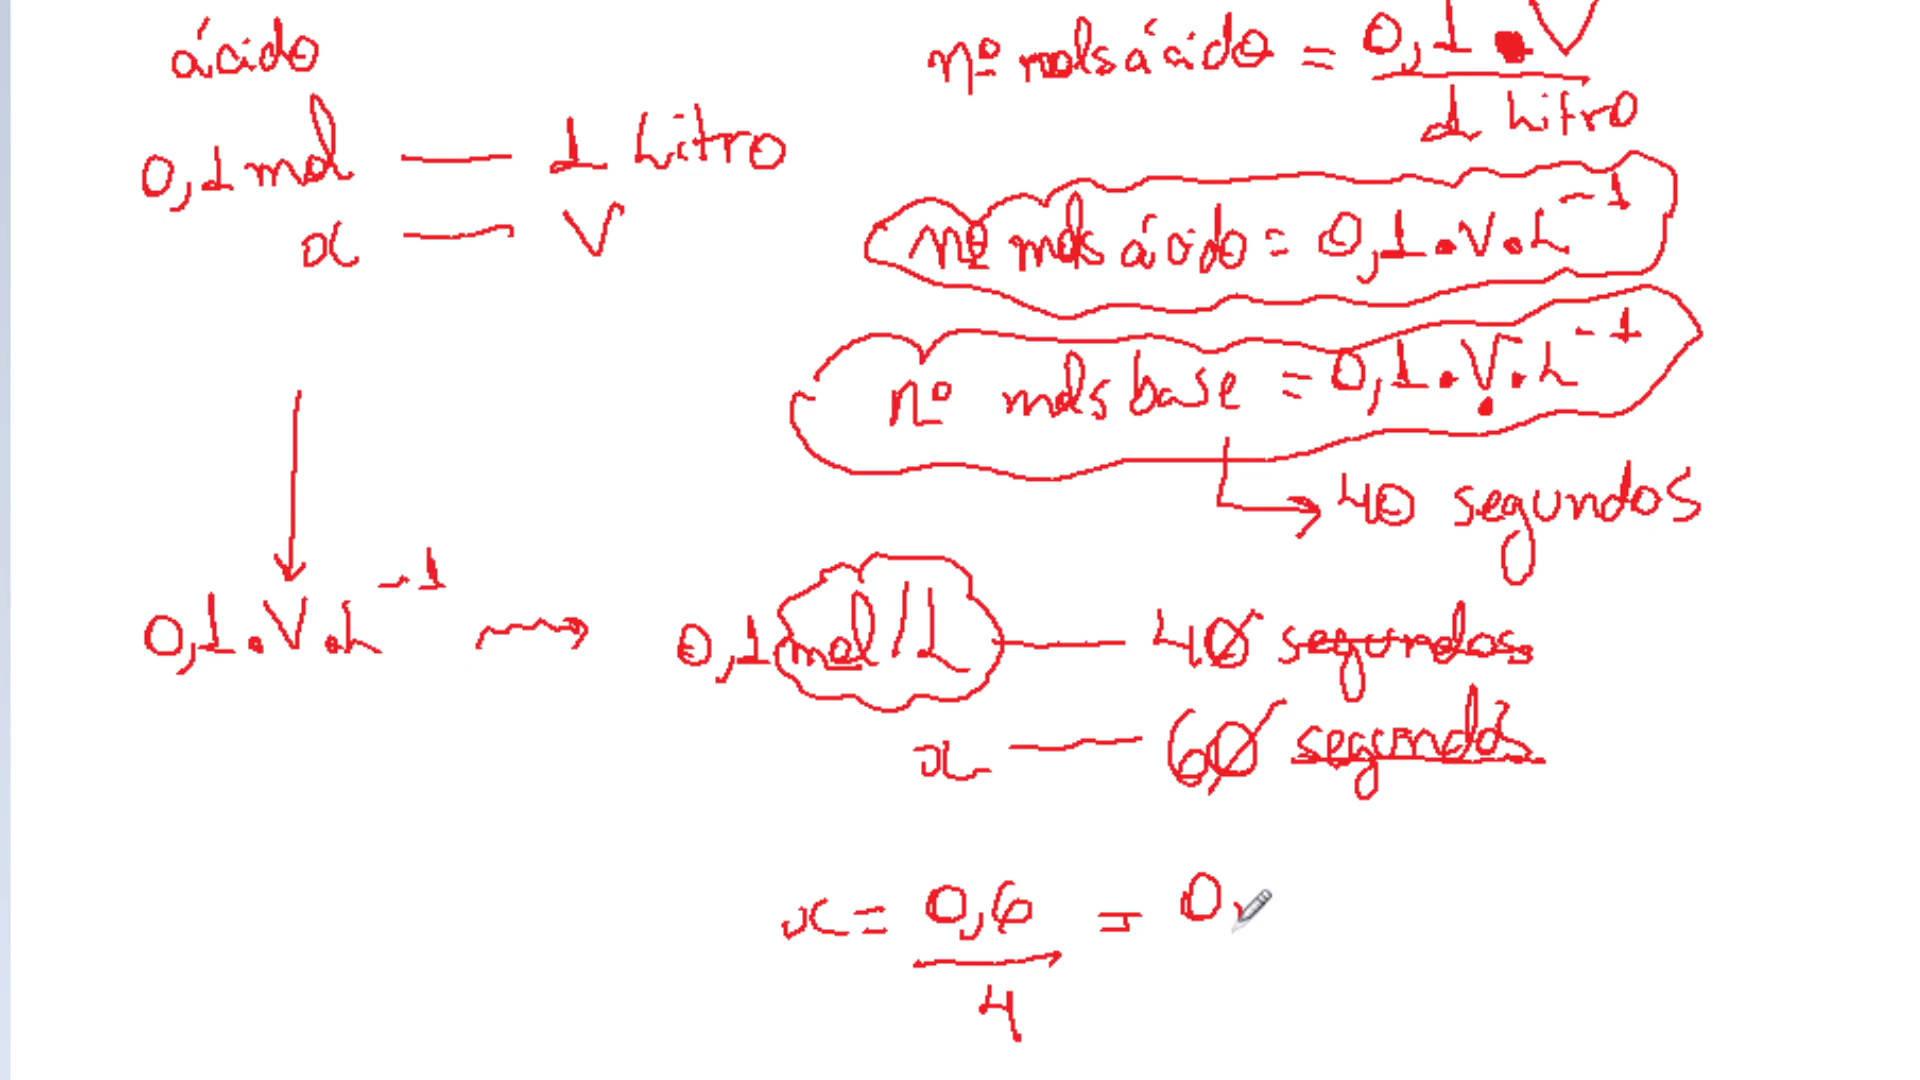 ácido
0,1 mol — 1 Litro
x — V
nº mols ácido = 0,1 . V
1 Litro
nº mols ácido = 0,1 . V . L⁻¹
nº mols base = 0,1 . V . L⁻¹
↳ 40 segundos
0,1 . V . L⁻¹ → 0,1 mol/L — 40 segundos
x — 60 segundos
x = 0,6 = 0,
4